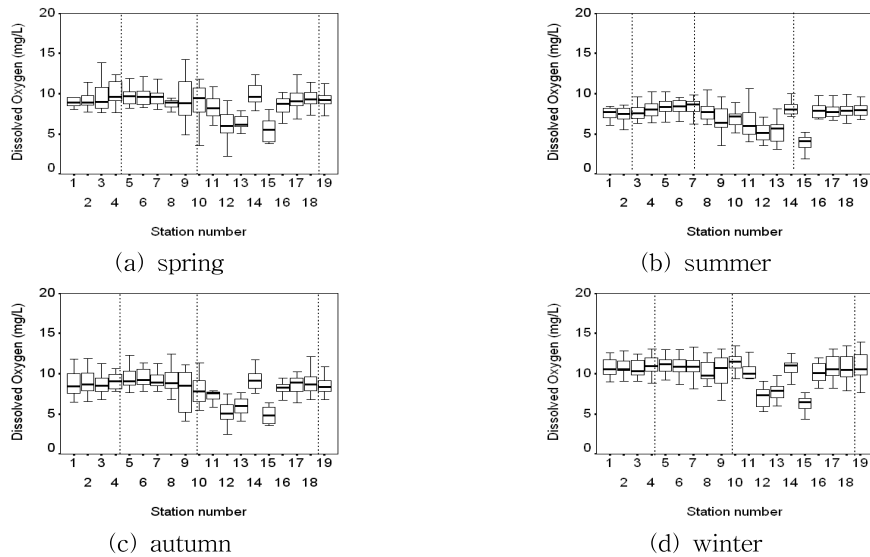 20
15
10
5
0
Dissolved Oxygen (mg/L)
1 3 5 7 9 11 13 15 17 19
2 4 6 8 10 12 14 16 18
Station number
(a) spring
20
15
10
5
0
Dissolved Oxygen (mg/L)
1 3 5 7 9 11 13 15 17 19
2 4 6 8 10 12 14 16 18
Station number
(b) summer
20
15
10
5
0
Dissolved Oxygen (mg/L)
1 3 5 7 9 11 13 15 17 19
2 4 6 8 10 12 14 16 18
Station number
(c) autumn
20
15
10
5
0
Dissolved Oxygen (mg/L)
1 3 5 7 9 11 13 15 17 19
2 4 6 8 10 12 14 16 18
Station number
(d) winter